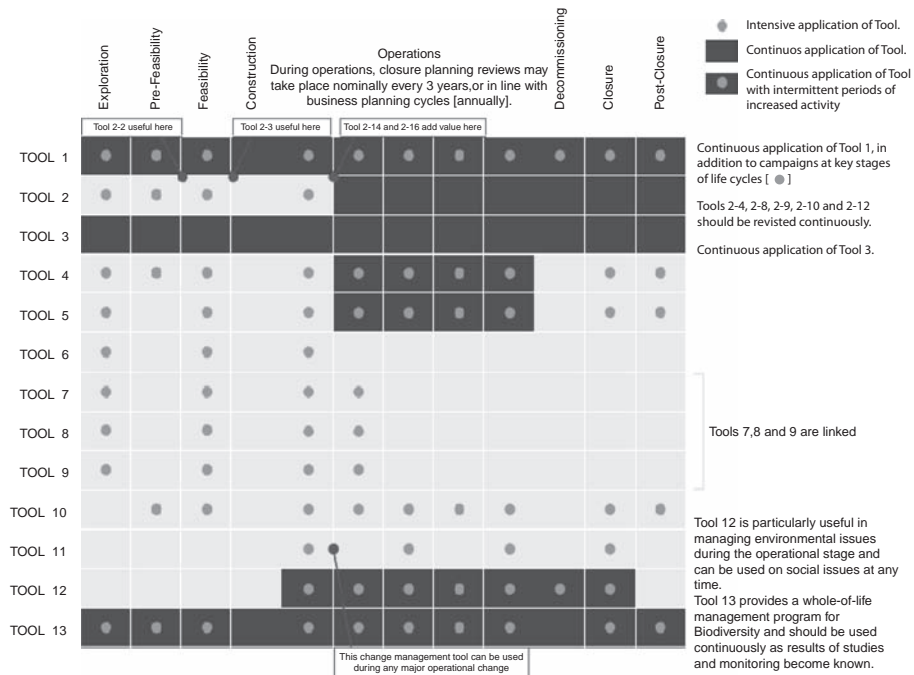 Exploration
Pre-Feasibility
Feasibility
Construction
Operations
During operations, closure planning reviews may
take place nominally every 3 years,or in line with
business planning cycles [annually].
Decommissioning
Closure
Post-Closure
Intensive application of Tool.
Continuos application of Tool.
Continuous application of Tool
with intermittent periods of
increased activity
Tool 2-2 useful here
Tool 2-3 useful here
Tool 2-14 and 2-16 add value here
TOOL 1
TOOL 2
TOOL 3
TOOL 4
TOOL 5
TOOL 6
TOOL 7
TOOL 8
TOOL 9
TOOL 10
TOOL 11
TOOL 12
TOOL 13
Continuous application of Tool 1, in
addition to campaigns at key stages
of life cycles [ ]
Tools 2-4, 2-8, 2-9, 2-10 and 2-12
should be revisted continuously.
Continuous application of Tool 3.
Tools 7,8 and 9 are linked
Tool 12 is particularly useful in
managing environmental issues
during the operational stage and
can be used on social issues at any
time.
Tool 13 provides a whole-of-life
management program for
Biodiversity and should be used
continuously as results of studies
and monitoring become known.
This change management tool can be used
during any major operational change